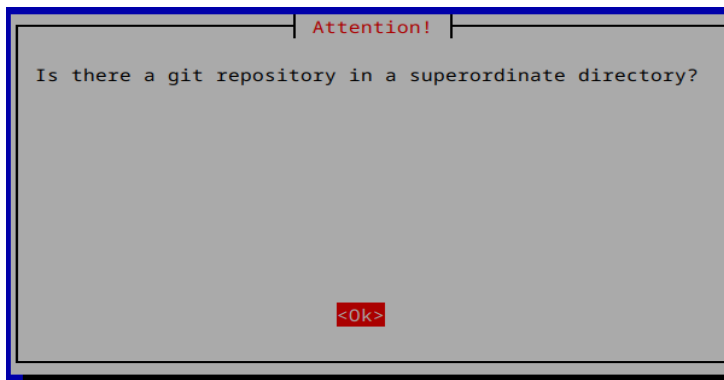 Attention!
Is there a git repository in a superordinate directory?
<Ok>